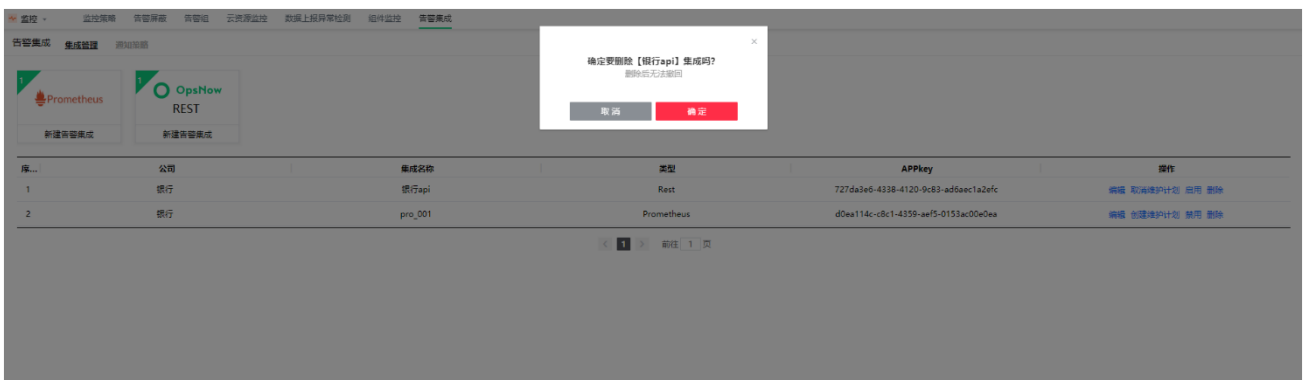 监控
监控策略 告警屏蔽 告警组 云资源监控 数据上报异常检测 组件监控 告警集成
告警集成 集成管理 通知策略
×
确定要删除【银行api】集成吗?
删除后无法撤回
取消 确定
1
Prometheus
新建告警集成
1
OpsNow
REST
新建告警集成
序... 公司 集成名称 类型 APPkey 操作
1 银行 银行api Rest 727da3e6-4338-4120-9c83-ad6aec1a2efc 编辑 取消维护计划 启用 删除
2 银行 pro_001 Prometheus d0ea114c-c8c1-4359-aef5-0153ac00e0ea 编辑 创建维护计划 禁用 删除
< 1 > 前往 1 页